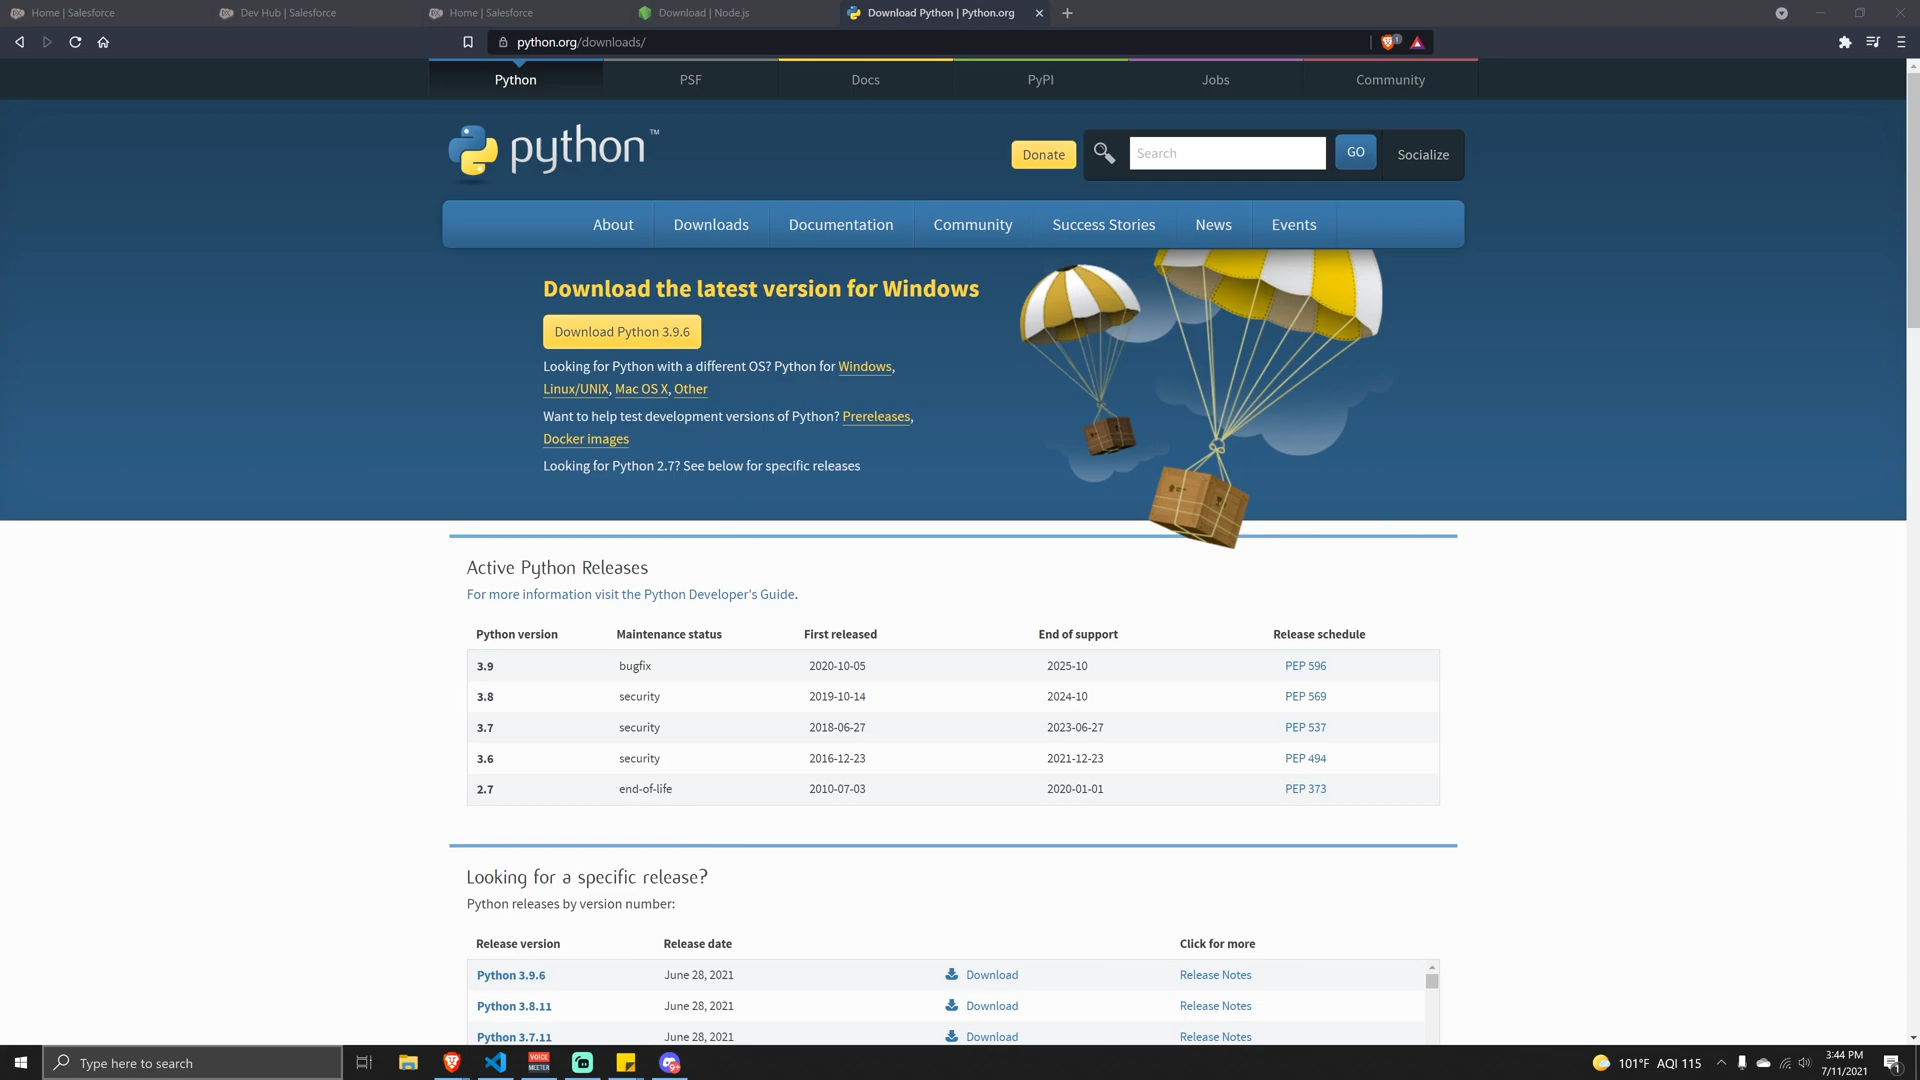 Home | Salesforce
Dev Hub | Salesforce
Home | Salesforce
Download | Node.js
Download Python | Python.org
python.org/downloads/
1
Python
PSF
Docs
PyPI
Jobs
Community
python™
Donate
Search
GO
Socialize
About
Downloads
Documentation
Community
Success Stories
News
Events
Download the latest version for Windows
Download Python 3.9.6
Looking for Python with a different OS? Python for Windows,
Linux/UNIX, Mac OS X, Other
Want to help test development versions of Python? Prereleases,
Docker images
Looking for Python 2.7? See below for specific releases
Active Python Releases
For more information visit the Python Developer's Guide.
Python version Maintenance status First released End of support Release schedule
3.9 bugfix 2020-10-05 2025-10 PEP 596
3.8 security 2019-10-14 2024-10 PEP 569
3.7 security 2018-06-27 2023-06-27 PEP 537
3.6 security 2016-12-23 2021-12-23 PEP 494
2.7 end-of-life 2010-07-03 2020-01-01 PEP 373
Looking for a specific release?
Python releases by version number:
Release version Release date Click for more
Python 3.9.6 June 28, 2021 Download Release Notes
Python 3.8.11 June 28, 2021 Download Release Notes
Python 3.7.11 June 28, 2021 Download Release Notes
Type here to search
VOICE
MEETER
9+
101°F AQI 115
3:44 PM
7/11/2021
1